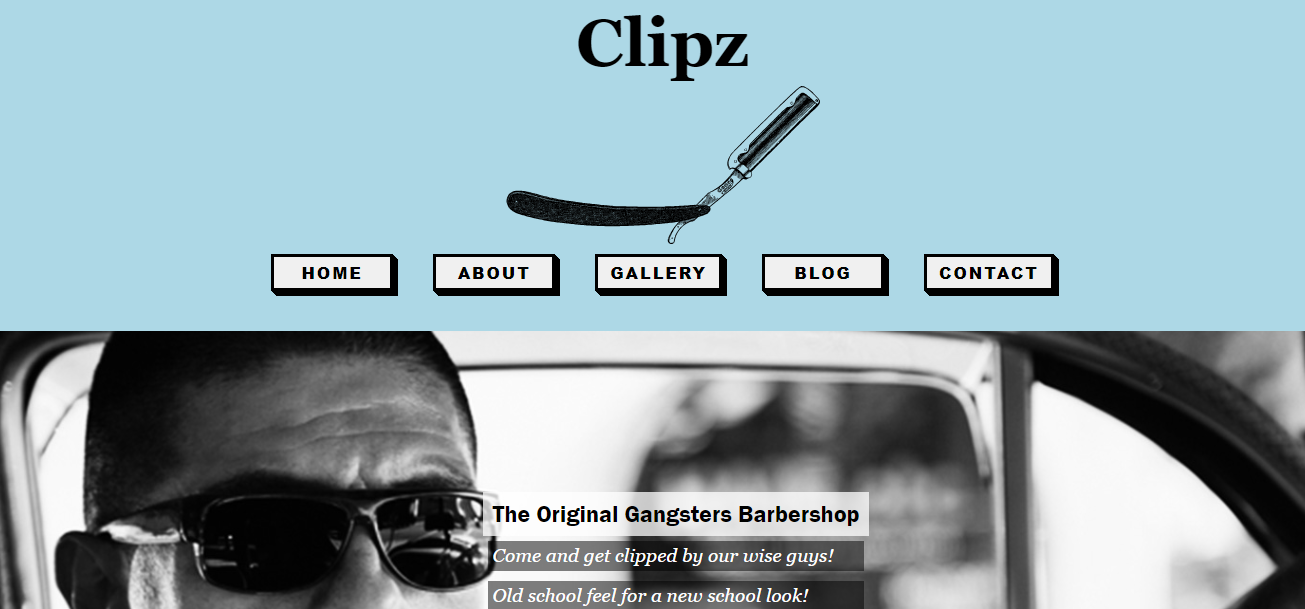 Clipz
HOME ABOUT GALLERY BLOG CONTACT
The Original Gangsters Barbershop
Come and get clipped by our wise guys!
Old school feel for a new school look!